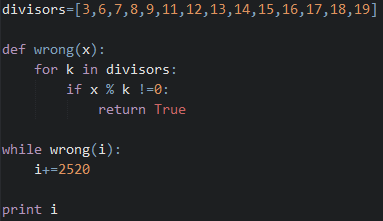 divisors=[3,6,7,8,9,11,12,13,14,15,16,17,18,19]
def wrong(x):
    for k in divisors:
        if x % k !=0:
            return True
while wrong(i):
    i+=2520
print i